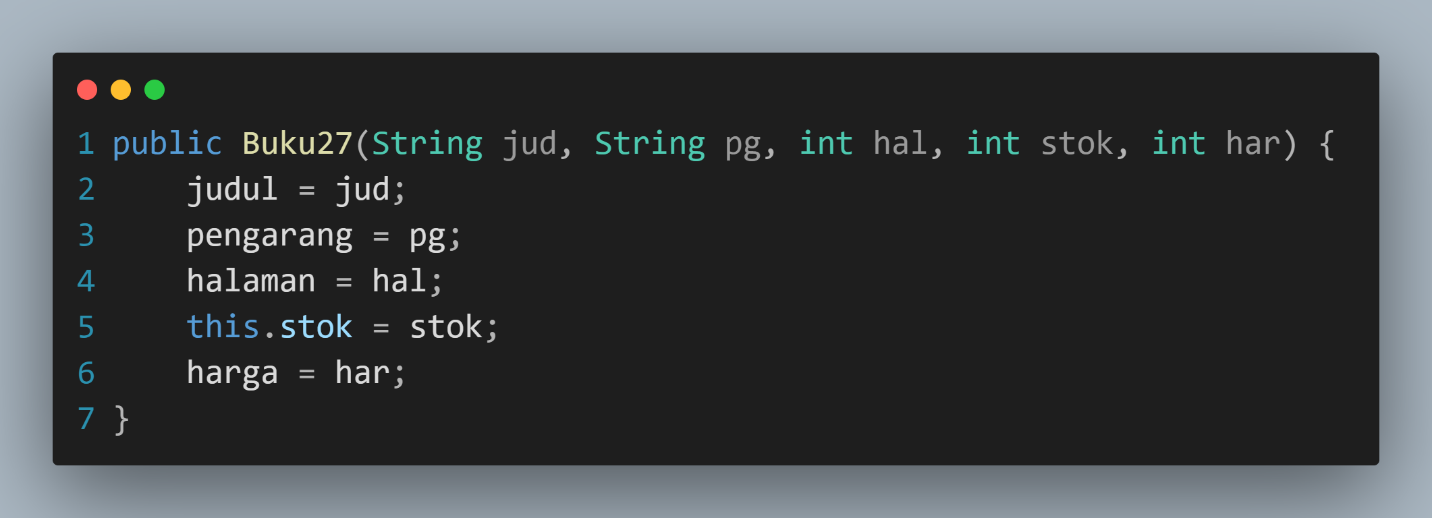 1 public Buku27(String jud, String pg, int hal, int stok, int har) {
2     judul = jud;
3     pengarang = pg;
4     halaman = hal;
5     this.stok = stok;
6     harga = har;
7 }